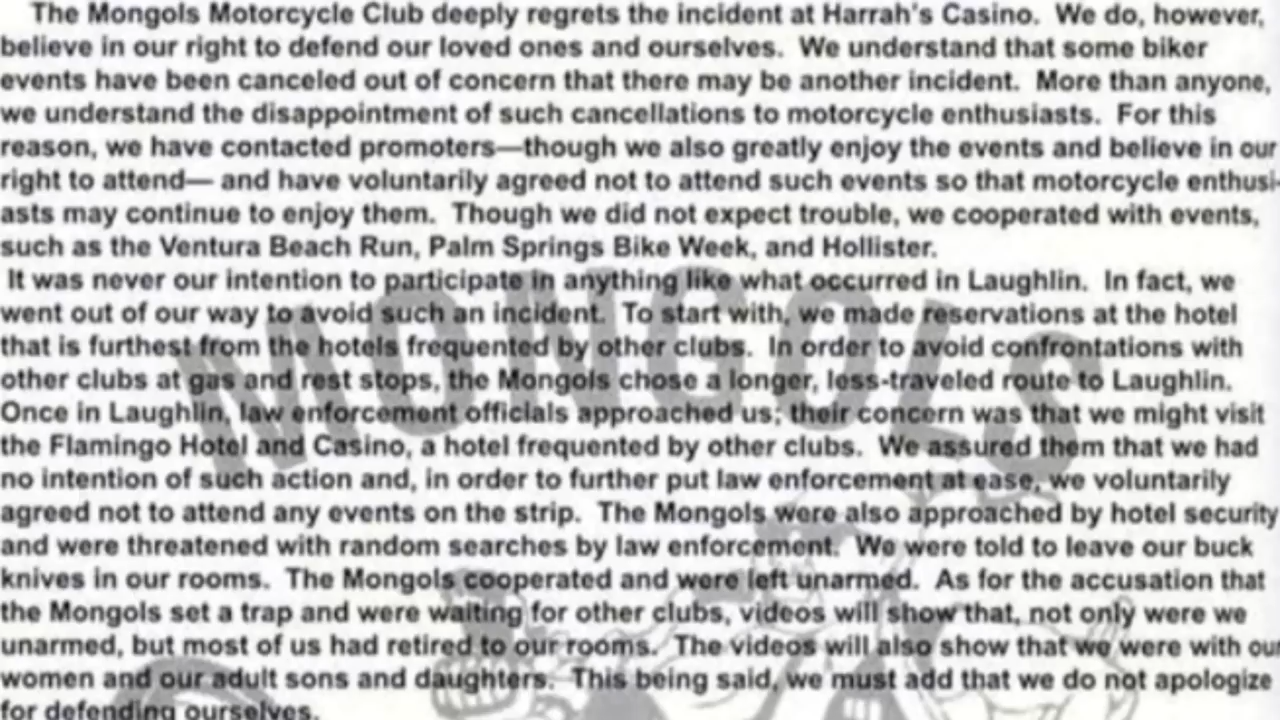 The Mongols Motorcycle Club deeply regrets the incident at Harrah's Casino. We do, however,
believe in our right to defend our loved ones and ourselves. We understand that some biker
events have been canceled out of concern that there may be another incident. More than anyone,
we understand the disappointment of such cancellations to motorcycle enthusiasts. For this
reason, we have contacted promoters—though we also greatly enjoy the events and believe in our
right to attend— and have voluntarily agreed not to attend such events so that motorcycle enthusi-
asts may continue to enjoy them. Though we did not expect trouble, we cooperated with events,
such as the Ventura Beach Run, Palm Springs Bike Week, and Hollister.
It was never our intention to participate in anything like what occurred in Laughlin. In fact, we
went out of our way to avoid such an incident. To start with, we made reservations at the hotel
that is furthest from the hotels frequented by other clubs. In order to avoid confrontations with
other clubs at gas and rest stops, the Mongols chose a longer, less-traveled route to Laughlin.
Once in Laughlin, law enforcement officials approached us; their concern was that we might visit
the Flamingo Hotel and Casino, a hotel frequented by other clubs. We assured them that we had
no intention of such action and, in order to further put law enforcement at ease, we voluntarily
agreed not to attend any events on the strip. The Mongols were also approached by hotel security
and were threatened with random searches by law enforcement. We were told to leave our buck
knives in our rooms. The Mongols cooperated and were left unarmed. As for the accusation that
the Mongols set a trap and were waiting for other clubs, videos will show that, not only were we
unarmed, but most of us had retired to our rooms. The videos will also show that we were with our
women and our adult sons and daughters. This being said, we must add that we do not apologize
for defending ourselves.
MONGOLS